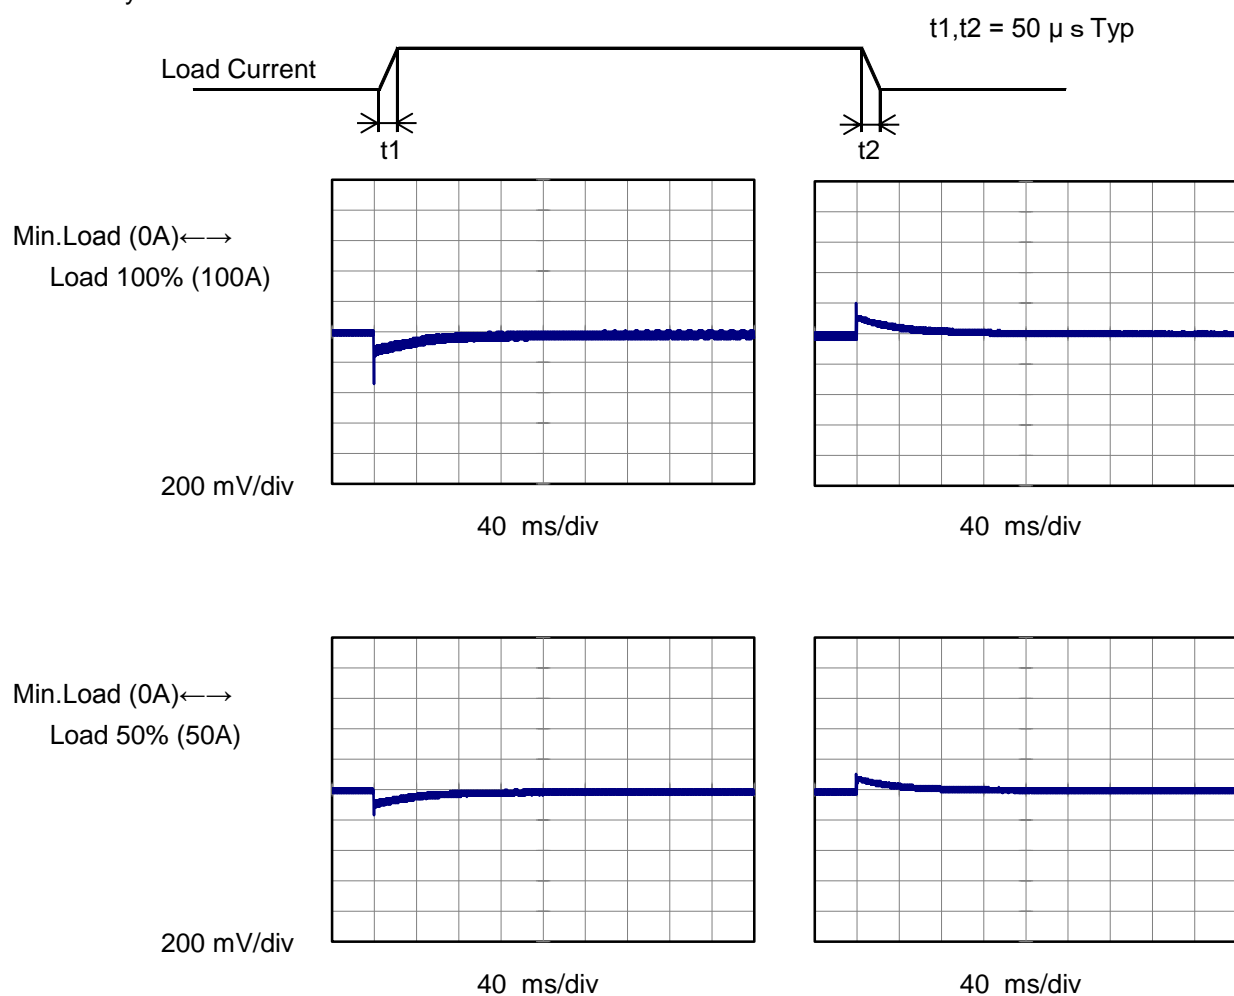 t1,t2 = 50 μ s Typ
Load Current
t1
t2
Min.Load (0A)←→
Load 100% (100A)
200 mV/div
40 ms/div
40 ms/div
Min.Load (0A)←→
Load 50% (50A)
200 mV/div
40 ms/div
40 ms/div